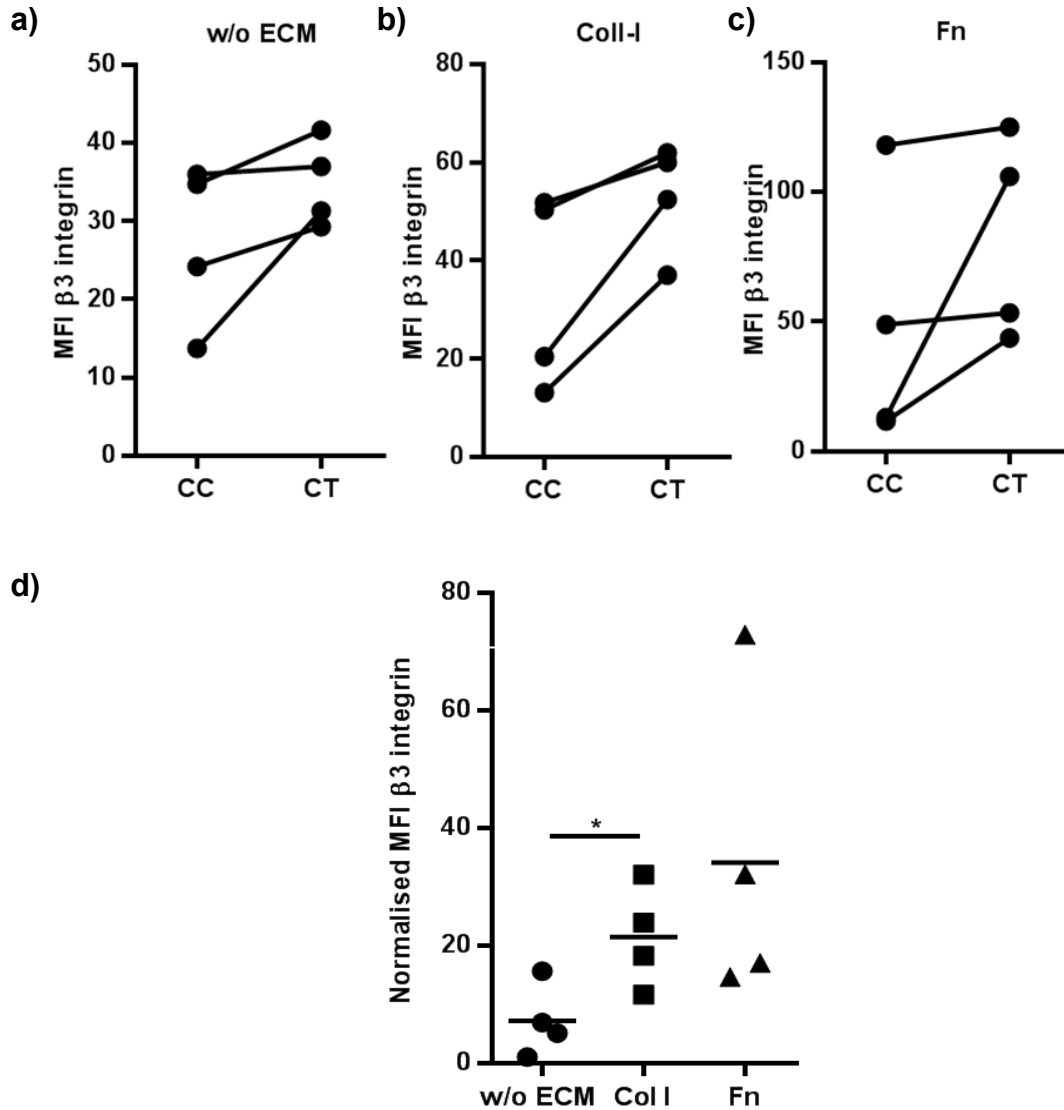 a)
w/o ECM
MFI β3 integrin
50
40
30
20
10
0
CC CT
b)
Coll-I
MFI β3 integrin
80
60
40
20
0
CC CT
c)
Fn
MFI β3 integrin
150
100
50
0
CC CT
d)
Normalised MFI β3 integrin
80
60
40
20
0
*
w/o ECM Col I Fn